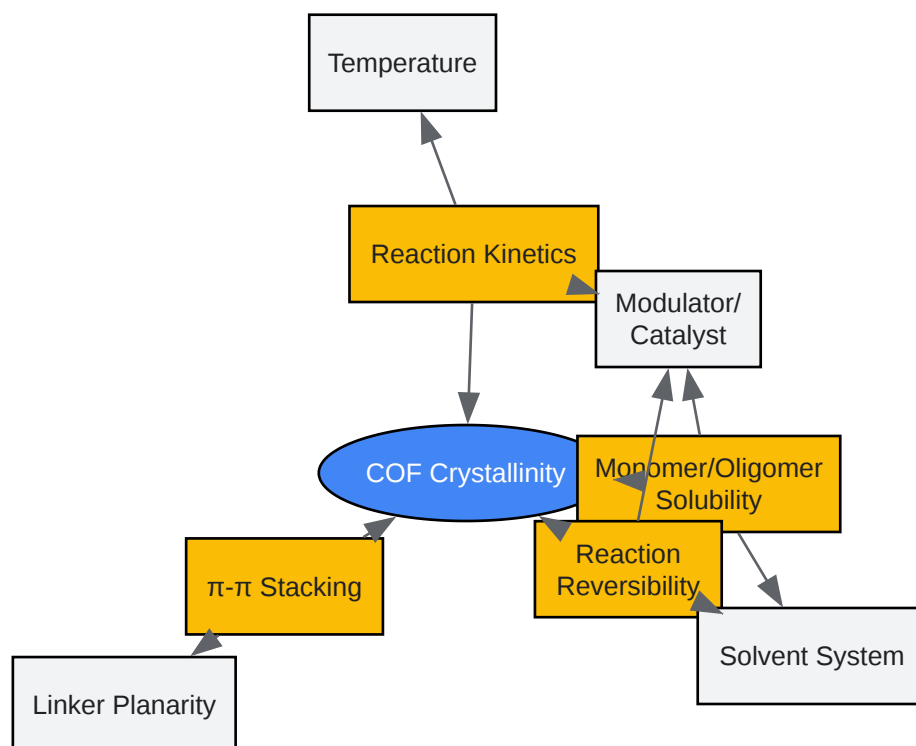 Temperature
Reaction Kinetics
Modulator/
Catalyst
COF Crystallinity
Monomer/Oligomer
Solubility
π-π Stacking
Reaction
Reversibility
Solvent System
Linker Planarity